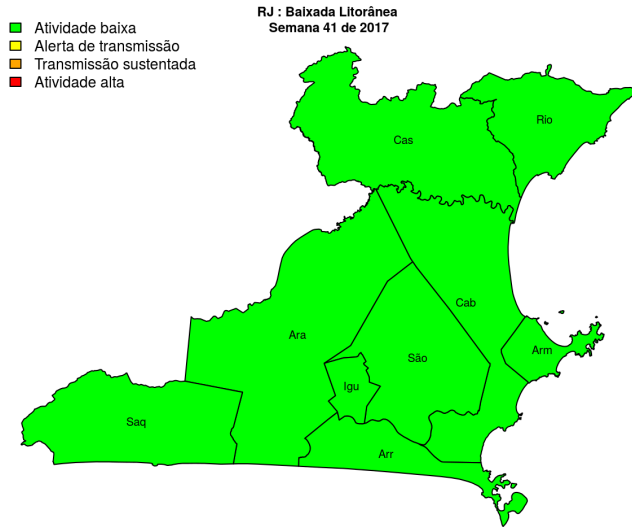 RJ : Baixada Litorânea
Semana 41 de 2017
Atividade baixa
Alerta de transmissão
Transmissão sustentada
Atividade alta
Rio
Cas
Cab
Ara
Arm
São
Igu
Saq
Arr